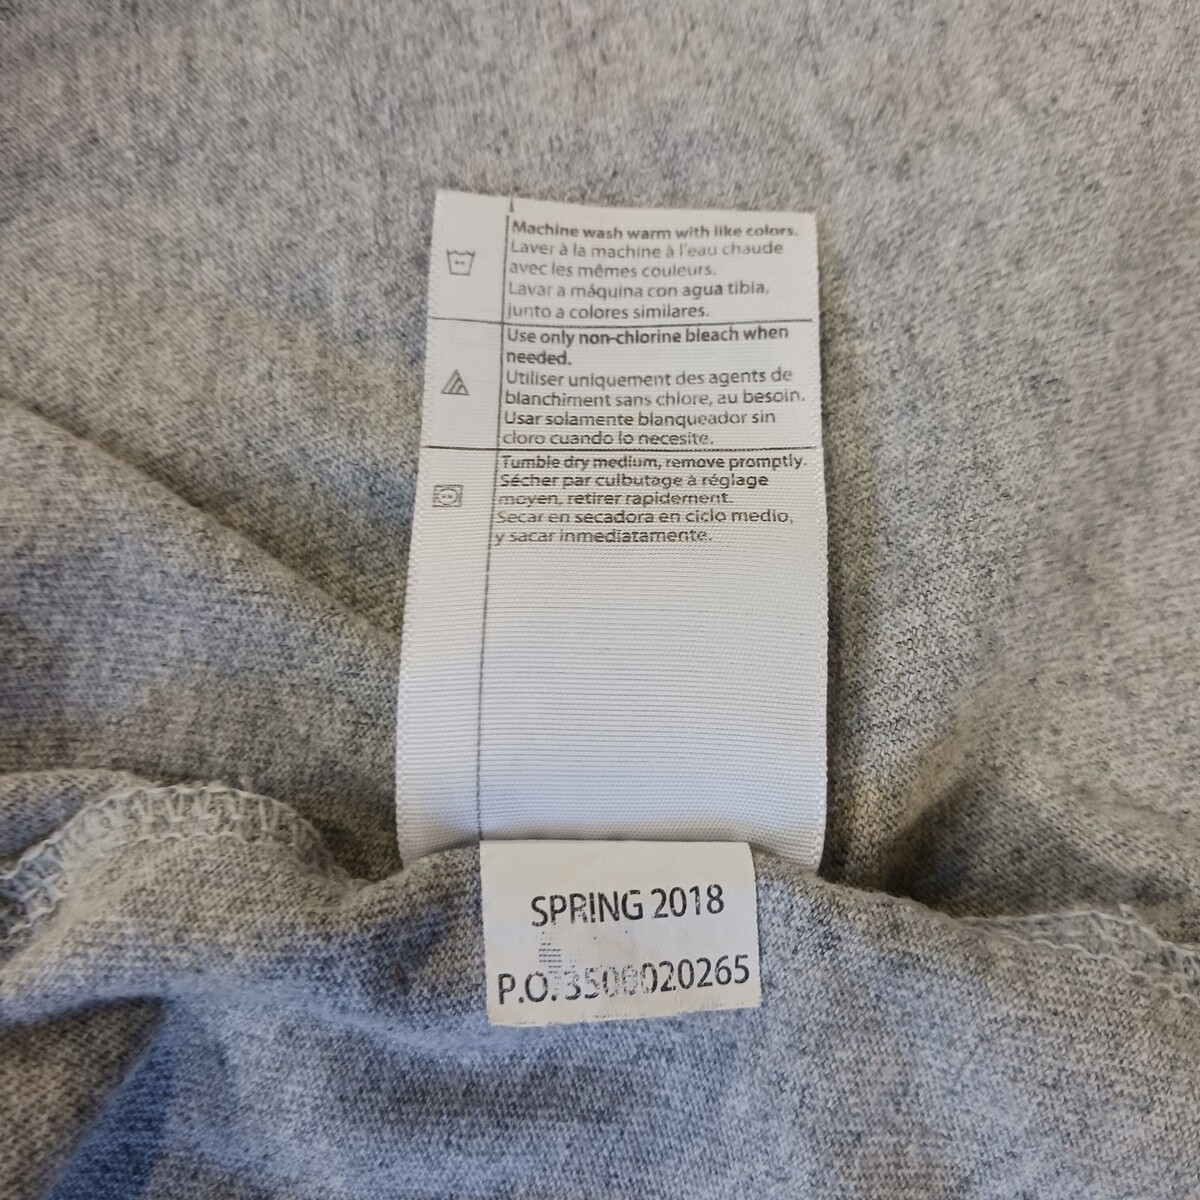 Machine wash warm with like colors.
Laver à la machine à l'eau chaude
avec les mêmes couleurs.
Lavar a máquina con agua tibia,
junto a colores similares.
Use only non-chlorine bleach when
needed.
Utiliser uniquement des agents de
blanchiment sans chlore, au besoin.
Usar solamente blanqueador sin
cloro cuando lo necesite.
Tumble dry medium, remove promptly.
Sécher par culbutage à réglage
moyen, retirer rapidement.
Secar en secadora en ciclo medio,
y sacar inmediatamente.
SPRING 2018
P.O. 3500020265